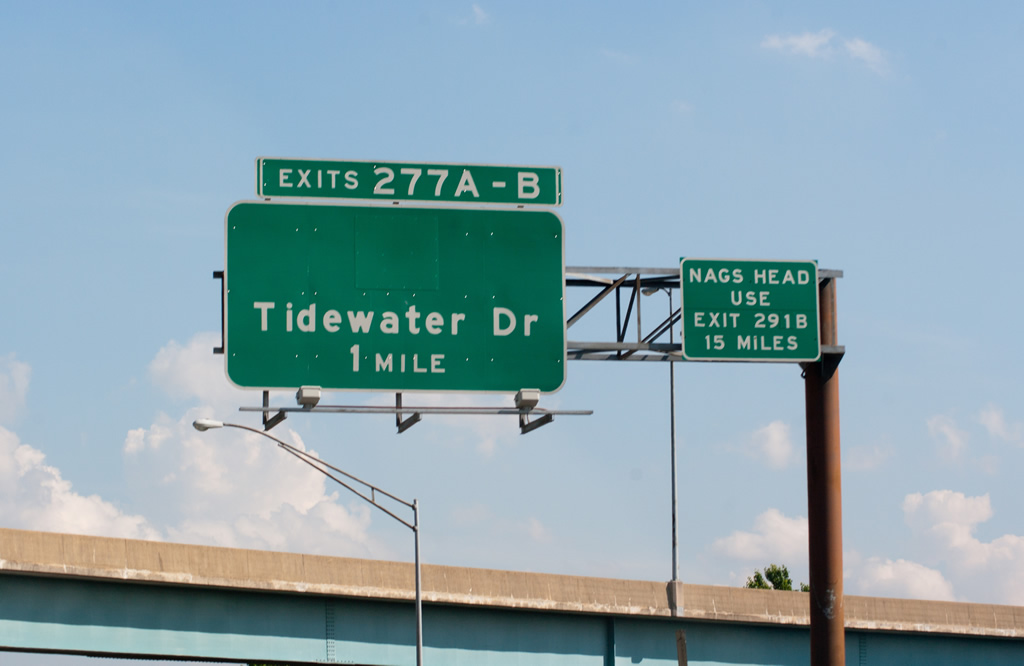 EXITS 277A - B
Tidewater Dr
1 MILE
NAGS HEAD
USE
EXIT 291B
15 MILES